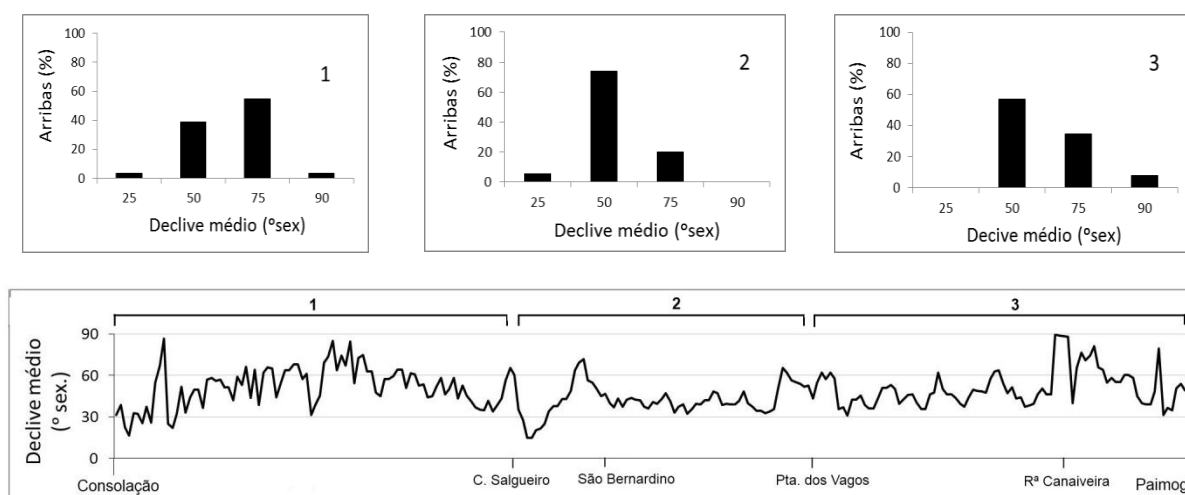 100
80
60
40
20
0
Arribas (%)
1
25 50 75 90
Declive médio (ºsex)
100
80
60
40
20
0
Arribas (%)
2
25 50 75 90
Declive médio (ºsex)
100
80
60
40
20
0
Arribas (%)
3
25 50 75 90
Decive médio (ºsex)
1 2 3
Declive médio
(º sex.)
90
60
30
0
Consolação C. Salgueiro São Bernardino Pta. dos Vagos Rª Canaiveira Paimog